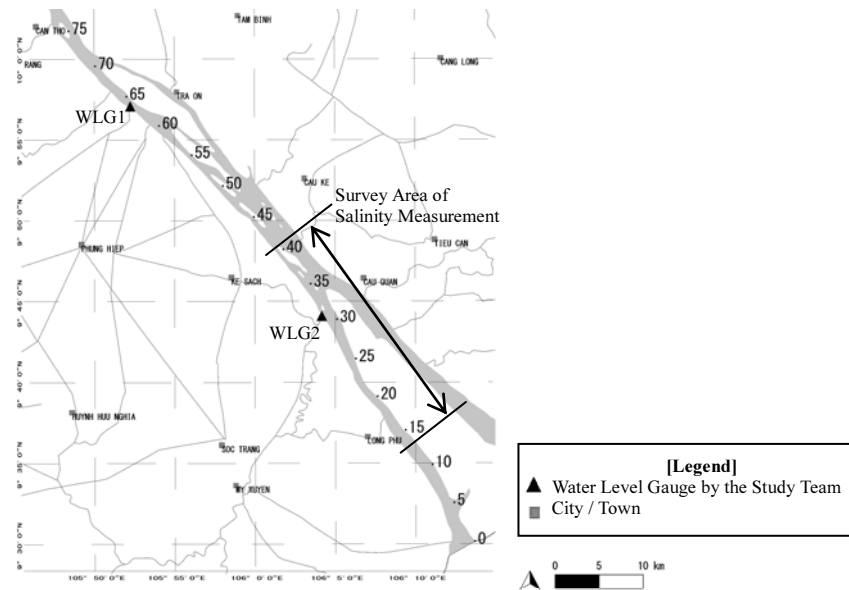 TAM BINH
CAN THO
.75
CANG LONG
RANG
.70
.65
TRA ON
WLG1
.60
.55
.50
CAU KE
Survey Area of
Salinity Measurement
.45
.40
TIEU CAN
PHUNG HIEP
KE SACH
.35
CAU QUAN
WLG2
.30
.25
.20
HUYNH HUU NGHIA
.15
LONG PHU
SOC TRANG
.10
MY XUYEN
.5
.0
105° 50' 0"E
105° 55' 0"E
106° 0' 0"E
106° 5' 0"E
106° 10' 0"E
[Legend]
Water Level Gauge by the Study Team
City / Town
0 5 10 km